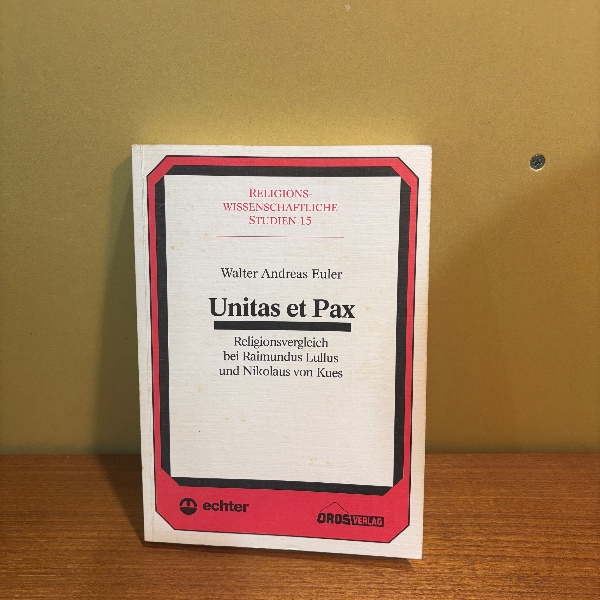 RELIGIONS-
WISSENSCHAFTLICHE
STUDIEN 15
Walter Andreas Euler
Unitas et Pax
Religionsvergleich
bei Raimundus Lullus
und Nikolaus von Kues
echter
OROS VERLAG